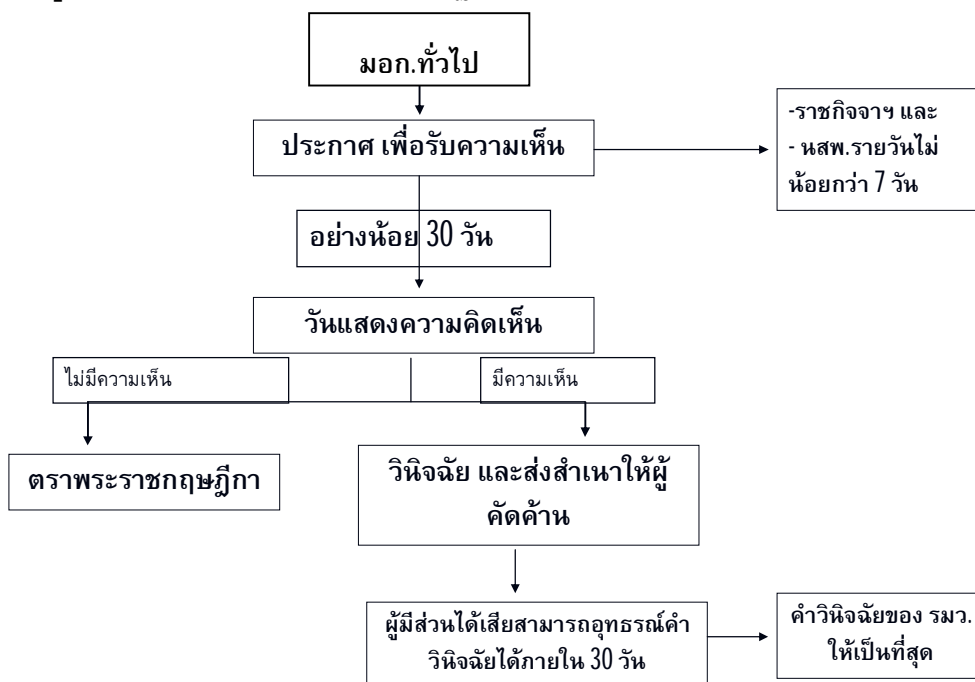 มอก.ทั่วไป
ประกาศ เพื่อรับความเห็น
-ราชกิจจาฯ และ
- นสพ.รายวันไม่
น้อยกว่า 7 วัน
อย่างน้อย 30 วัน
วันแสดงความคิดเห็น
ไม่มีความเห็น
มีความเห็น
ตราพระราชกฤษฎีกา
วินิจฉัย และส่งสำเนาให้ผู้
คัดค้าน
ผู้มีส่วนได้เสียสามารถอุทธรณ์คำ
วินิจฉัยได้ภายใน 30 วัน
คำวินิจฉัยของ รมว.
ให้เป็นที่สุด